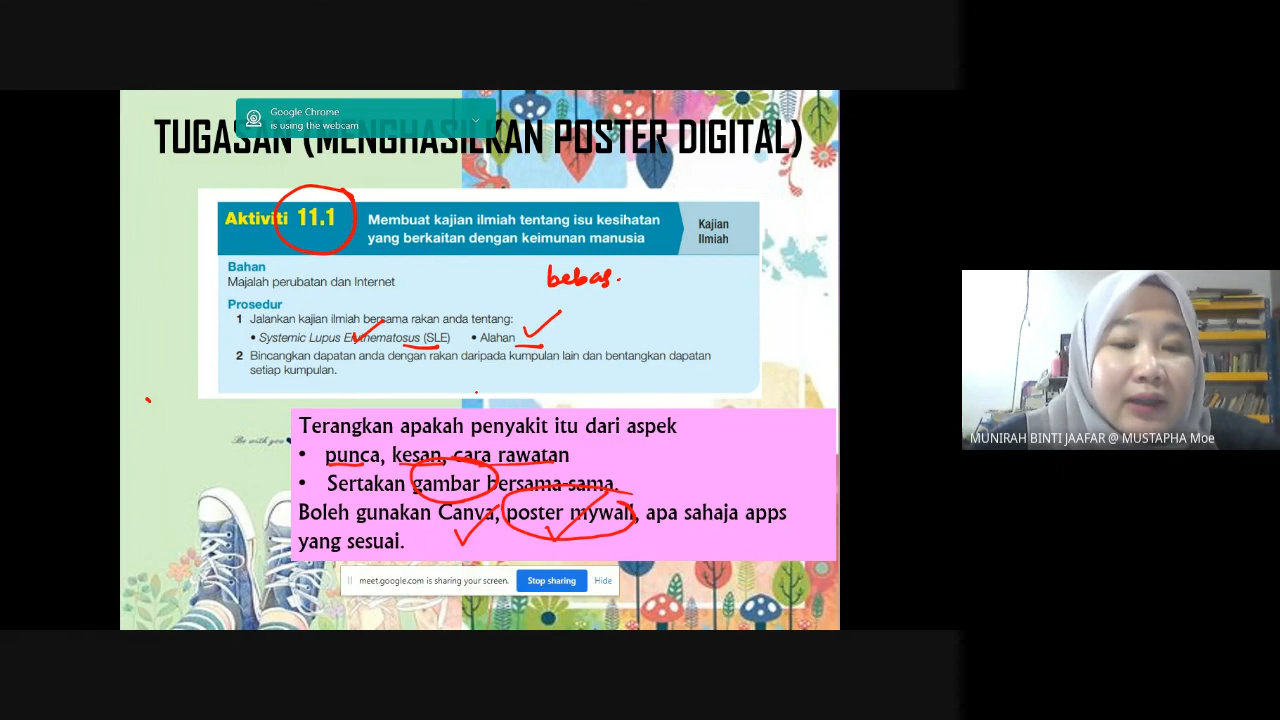 Google Chrome
is using the webcam
TUGASAN (MENGHASILKAN POSTER DIGITAL)
Aktiviti 11.1
Membuat kajian ilmiah tentang isu kesihatan
yang berkaitan dengan keimunan manusia
Kajian
Ilmiah
Bahan
Majalah perubatan dan Internet
bebas.
Prosedur
1 Jalankan kajian ilmiah bersama rakan anda tentang:
• Systemic Lupus Erythematosus (SLE) • Alahan
2 Bincangkan dapatan anda dengan rakan daripada kumpulan lain dan bentangkan dapatan
setiap kumpulan.
Be with you
Terangkan apakah penyakit itu dari aspek
• punca, kesan, cara rawatan
• Sertakan gambar bersama-sama.
Boleh gunakan Canva, poster mywall, apa sahaja apps
yang sesuai.
meet.google.com is sharing your screen. Stop sharing Hide
MUNIRAH BINTI JAAFAR @ MUSTAPHA Moe